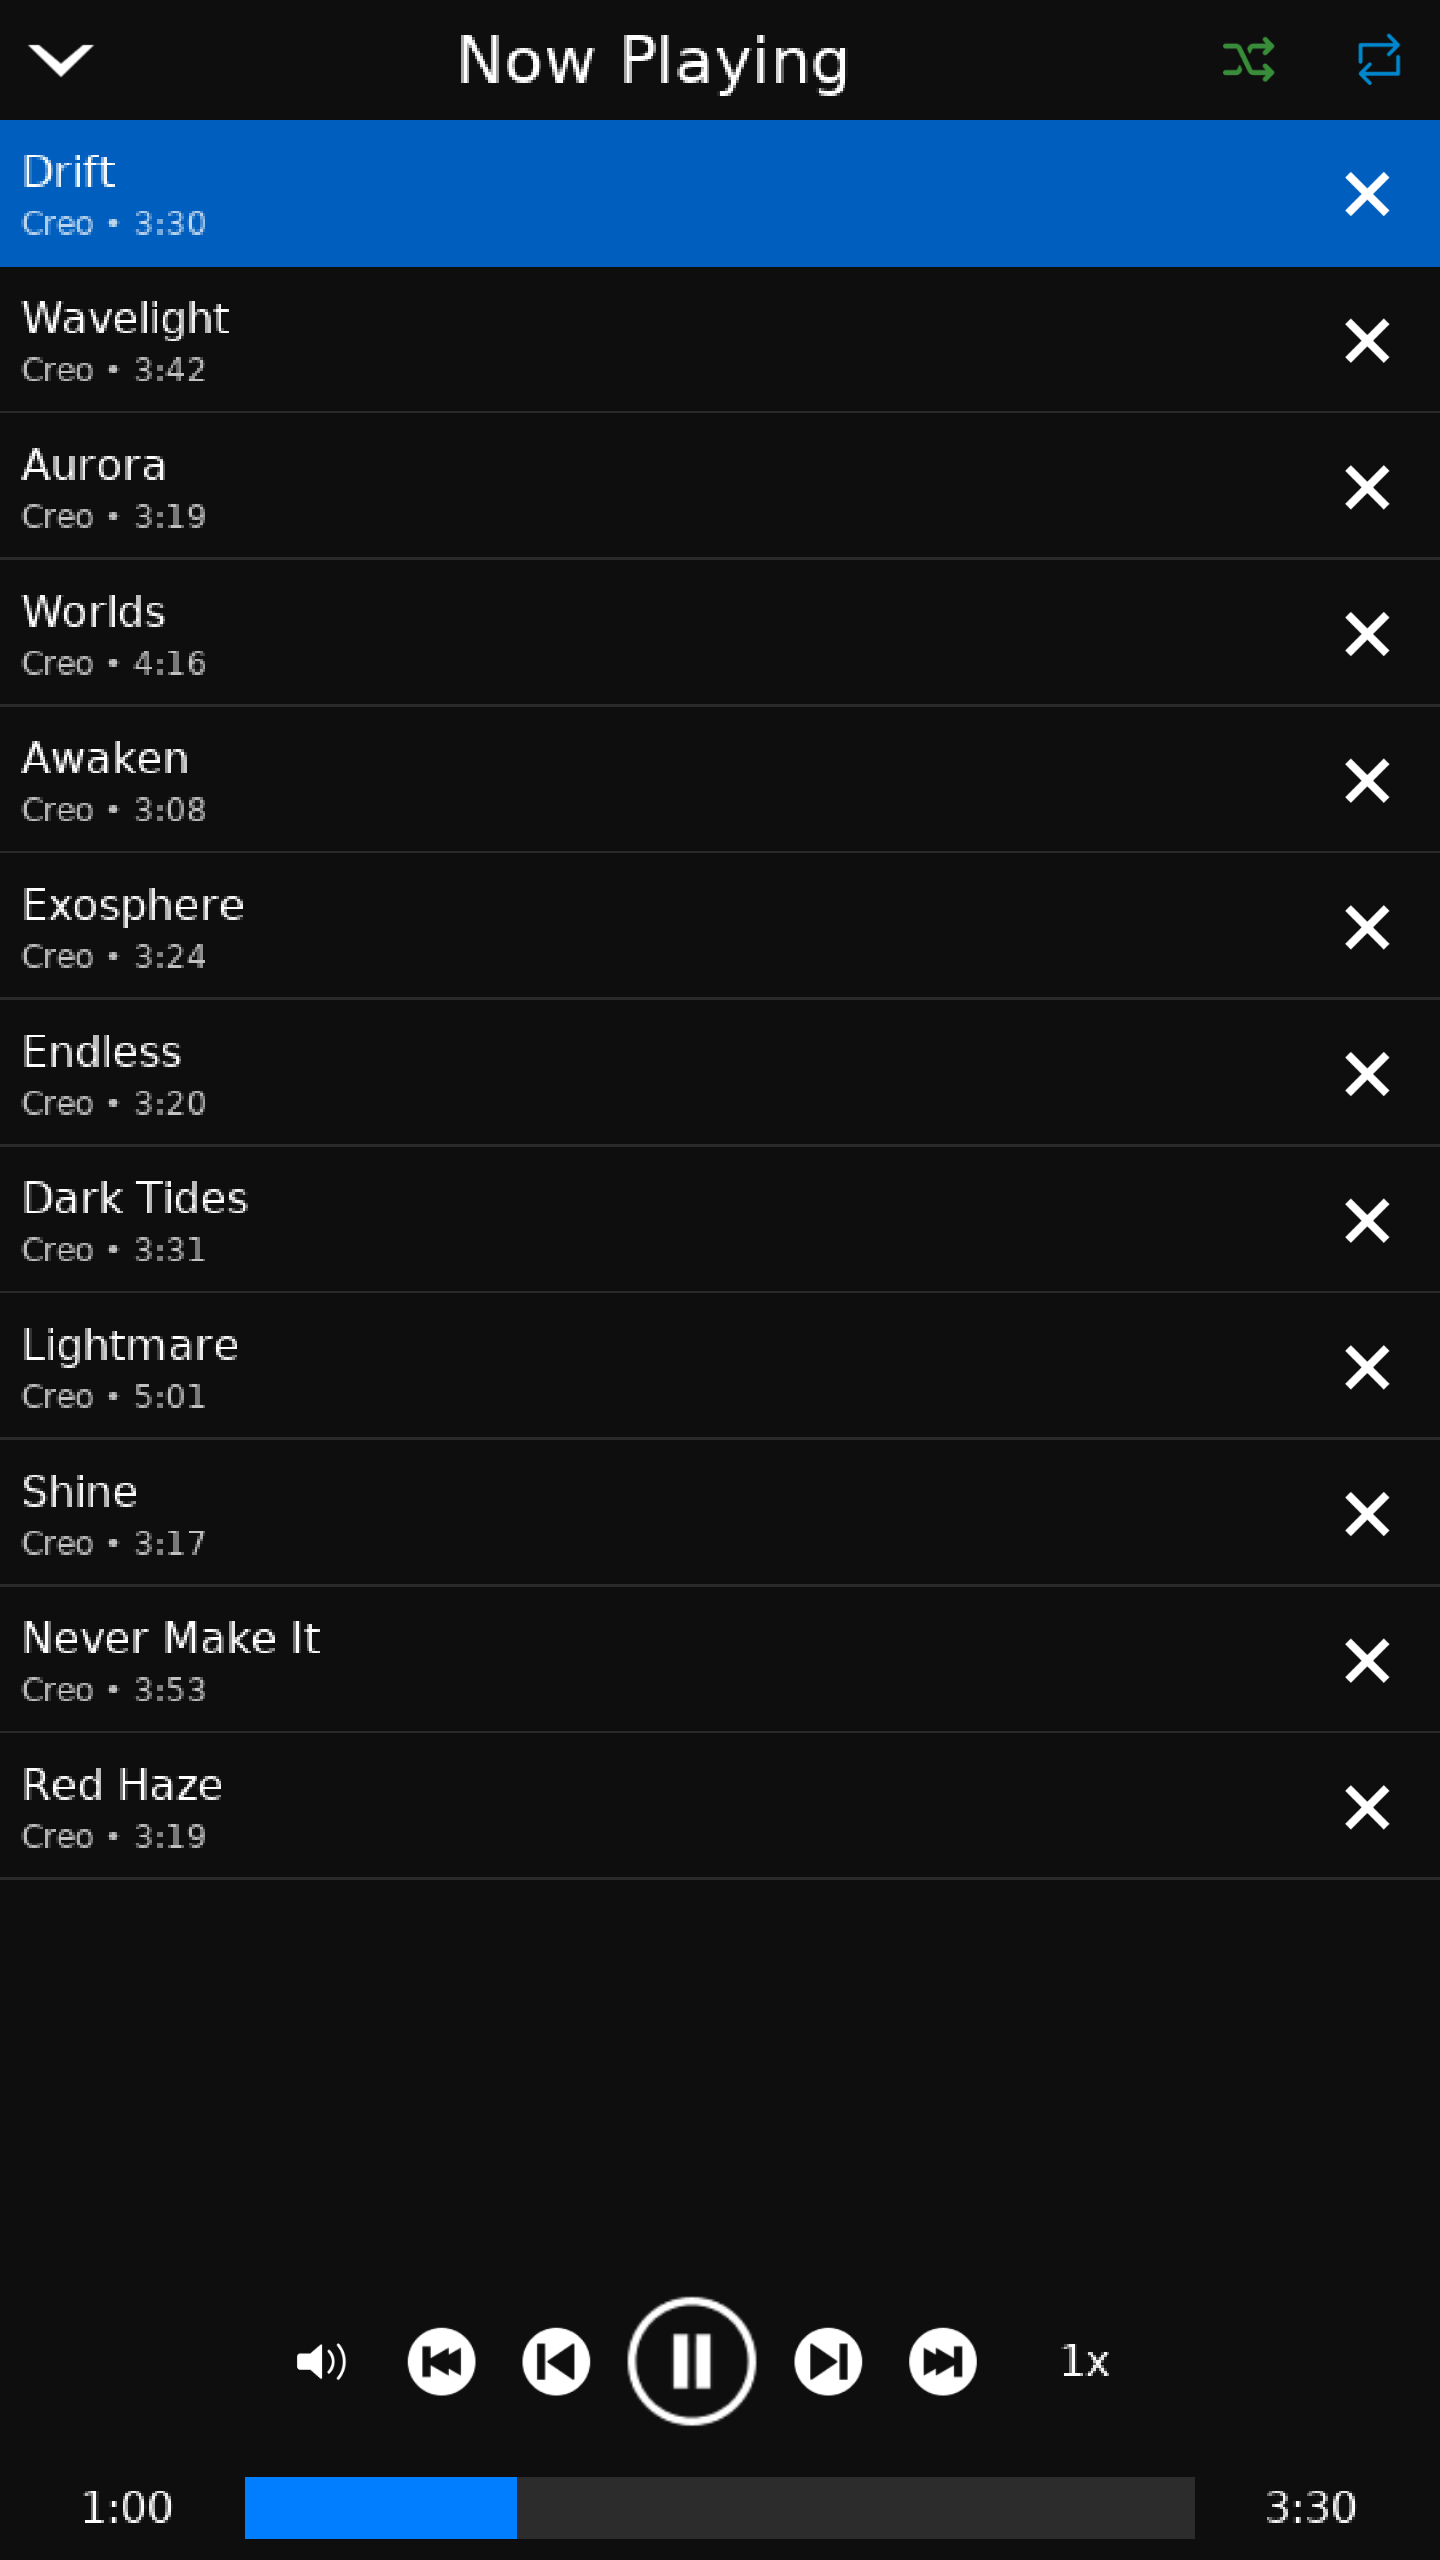 Now Playing
Drift
Creo • 3:30
Wavelight
Creo • 3:42
Aurora
Creo • 3:19
Worlds
Creo • 4:16
Awaken
Creo • 3:08
Exosphere
Creo • 3:24
Endless
Creo • 3:20
Dark Tides
Creo • 3:31
Lightmare
Creo • 5:01
Shine
Creo • 3:17
Never Make It
Creo • 3:53
Red Haze
Creo • 3:19
1x
1:00 3:30